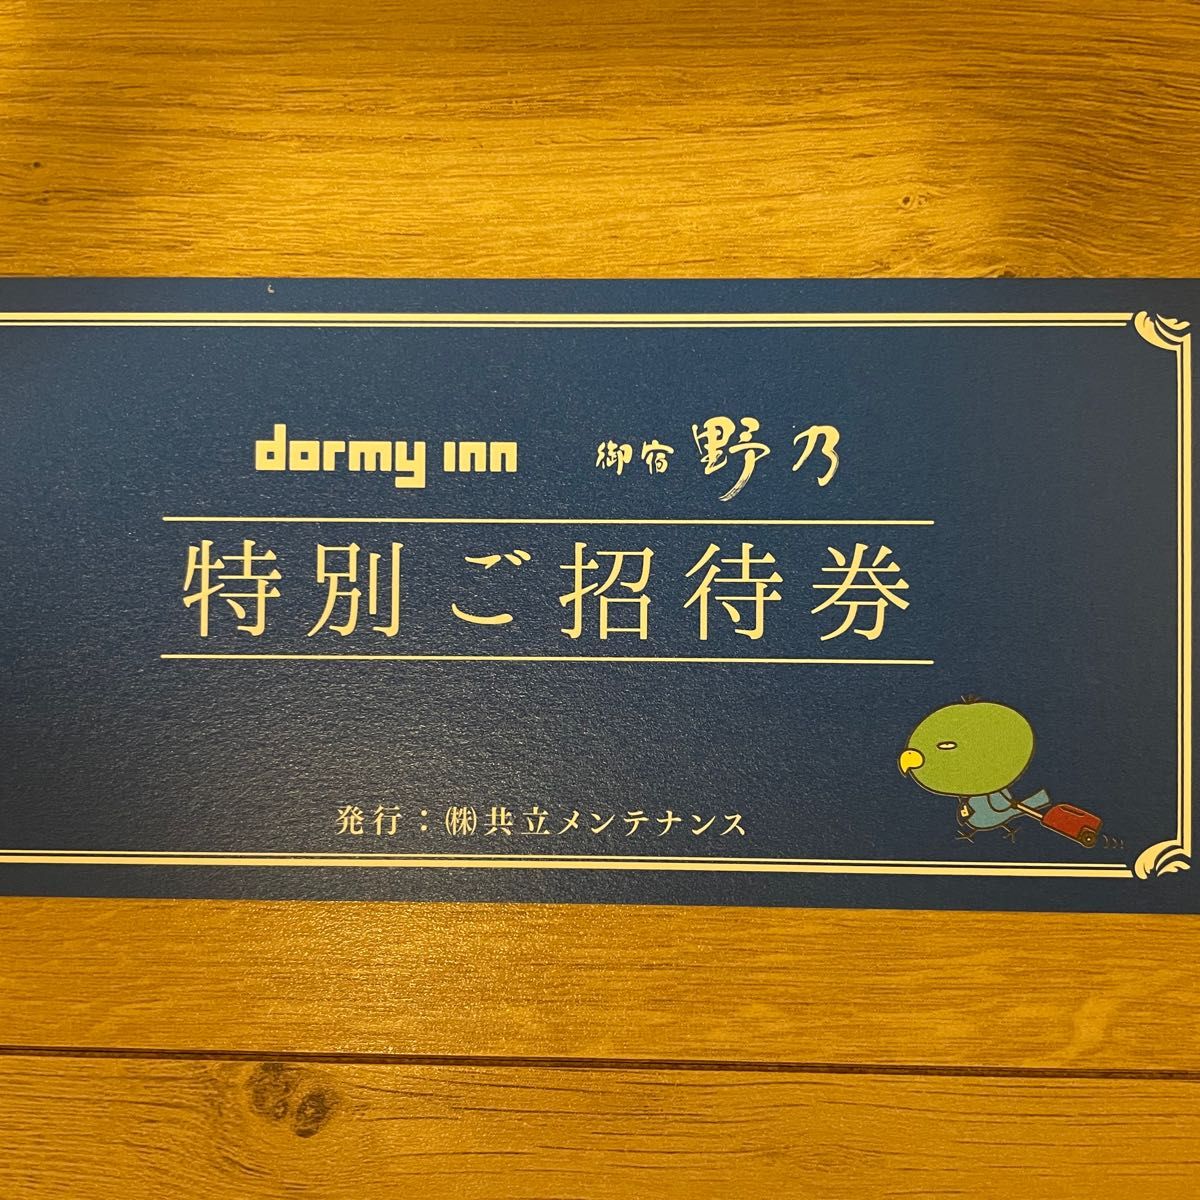 dormy inn 御宿 野乃
特別ご招待券
発行：㈱共立メンテナンス